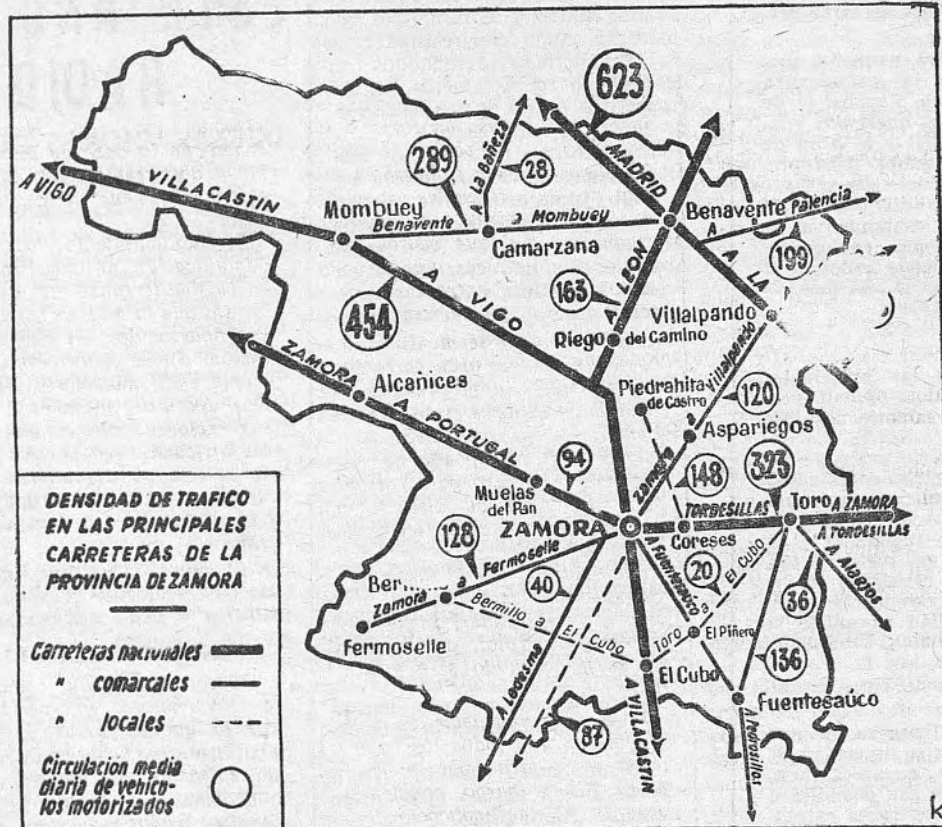 623
289
La Bañeza
A
28
MADRID
A VIGO
VILLACASTIN
Mombuey
Benavente
a Mombuey
Camarzana
Benavente
A Palencia
199
A LA
454
VIGO
163
A LEON
Villalpando
Riego del Camino
Piedrahita
de Castro
Zamora a Villalpando
120
Aspariegos
ZAMORA A PORTUGAL
Alcañices
94
148
323
Muelas
del Pan
ZAMORA
TORDESILLAS
Toro
A ZAMORA
A TORDESILLAS
Coreses
128
Zamora a Fermoselle
Ber....
40
20
A Fuentesaúco
Toro a El Cubo
36
A Alaejos
Bermillo a El Cubo
El Piñero
136
Fermoselle
El Cubo
Fuentesaúco
A Ledesma
87
A VILLACASTIN
A Pedrosillos
DENSIDAD DE TRAFICO
EN LAS PRINCIPALES
CARRETERAS DE LA
PROVINCIA DE ZAMORA
Carreteras nacionales
" comarcales
" locales
Circulacion media
diaria de vehicu-
los motorizados
k